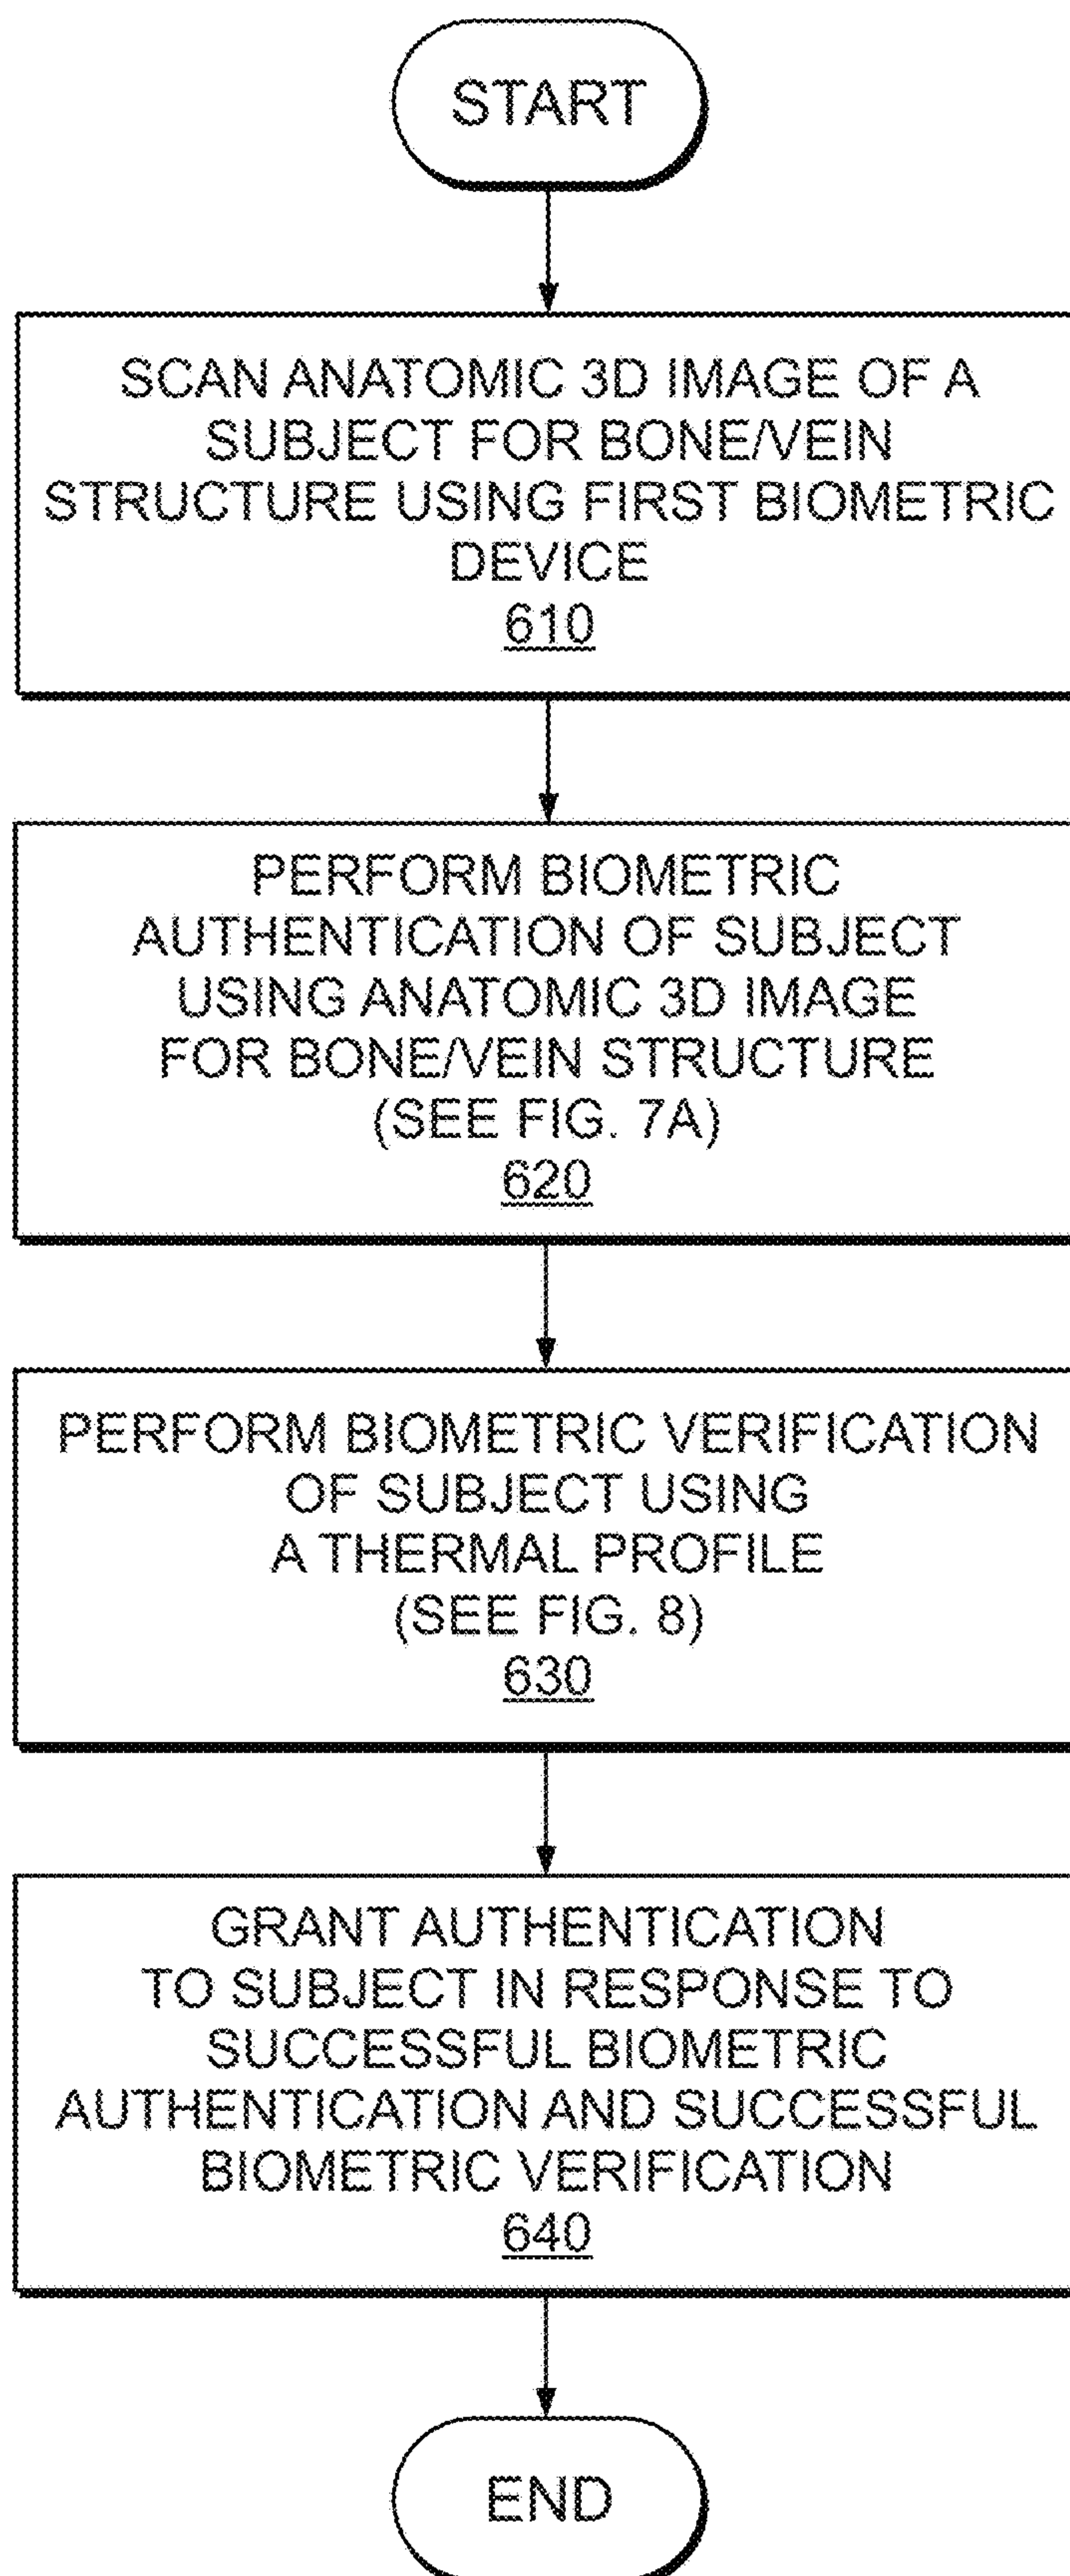 START
SCAN ANATOMIC 3D IMAGE OF A
SUBJECT FOR BONE/VEIN
STRUCTURE USING FIRST BIOMETRIC
DEVICE
610
PERFORM BIOMETRIC
AUTHENTICATION OF SUBJECT
USING ANATOMIC 3D IMAGE
FOR BONE/VEIN STRUCTURE
(SEE FIG. 7A)
620
PERFORM BIOMETRIC VERIFICATION
OF SUBJECT USING
A THERMAL PROFILE
(SEE FIG. 8)
630
GRANT AUTHENTICATION
TO SUBJECT IN RESPONSE TO
SUCCESSFUL BIOMETRIC
AUTHENTICATION AND SUCCESSFUL
BIOMETRIC VERIFICATION
640
END